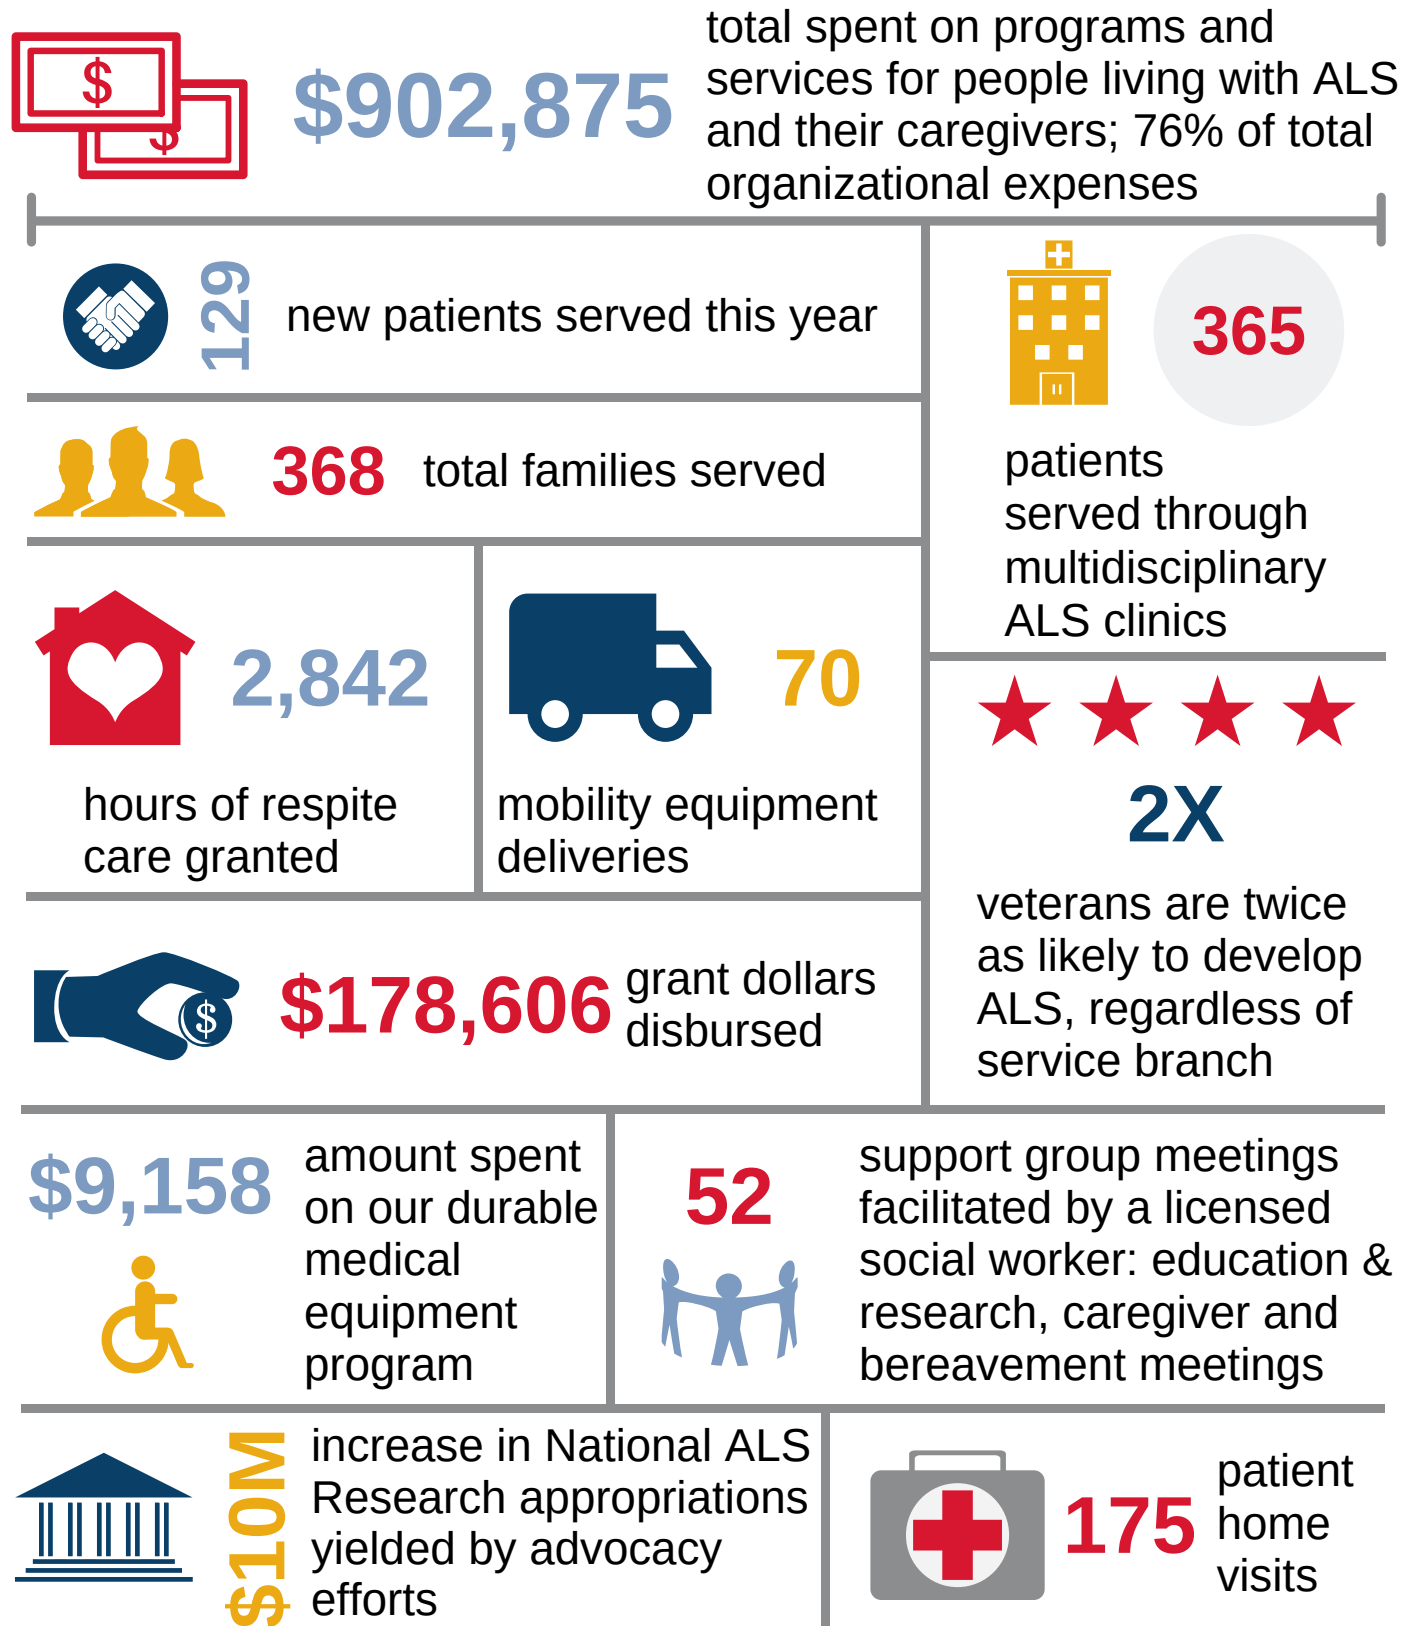 $902,875
total spent on programs and
services for people living with ALS
and their caregivers; 76% of total
organizational expenses
129
new patients served this year
365
patients
served through
multidisciplinary
ALS clinics
368
total families served
2,842
hours of respite
care granted
70
mobility equipment
deliveries
2X
veterans are twice
as likely to develop
ALS, regardless of
service branch
$178,606
grant dollars
disbursed
$9,158
amount spent
on our durable
medical
equipment
program
52
support group meetings
facilitated by a licensed
social worker: education &
research, caregiver and
bereavement meetings
$10M
increase in National ALS
Research appropriations
yielded by advocacy
efforts
175
patient
home
visits